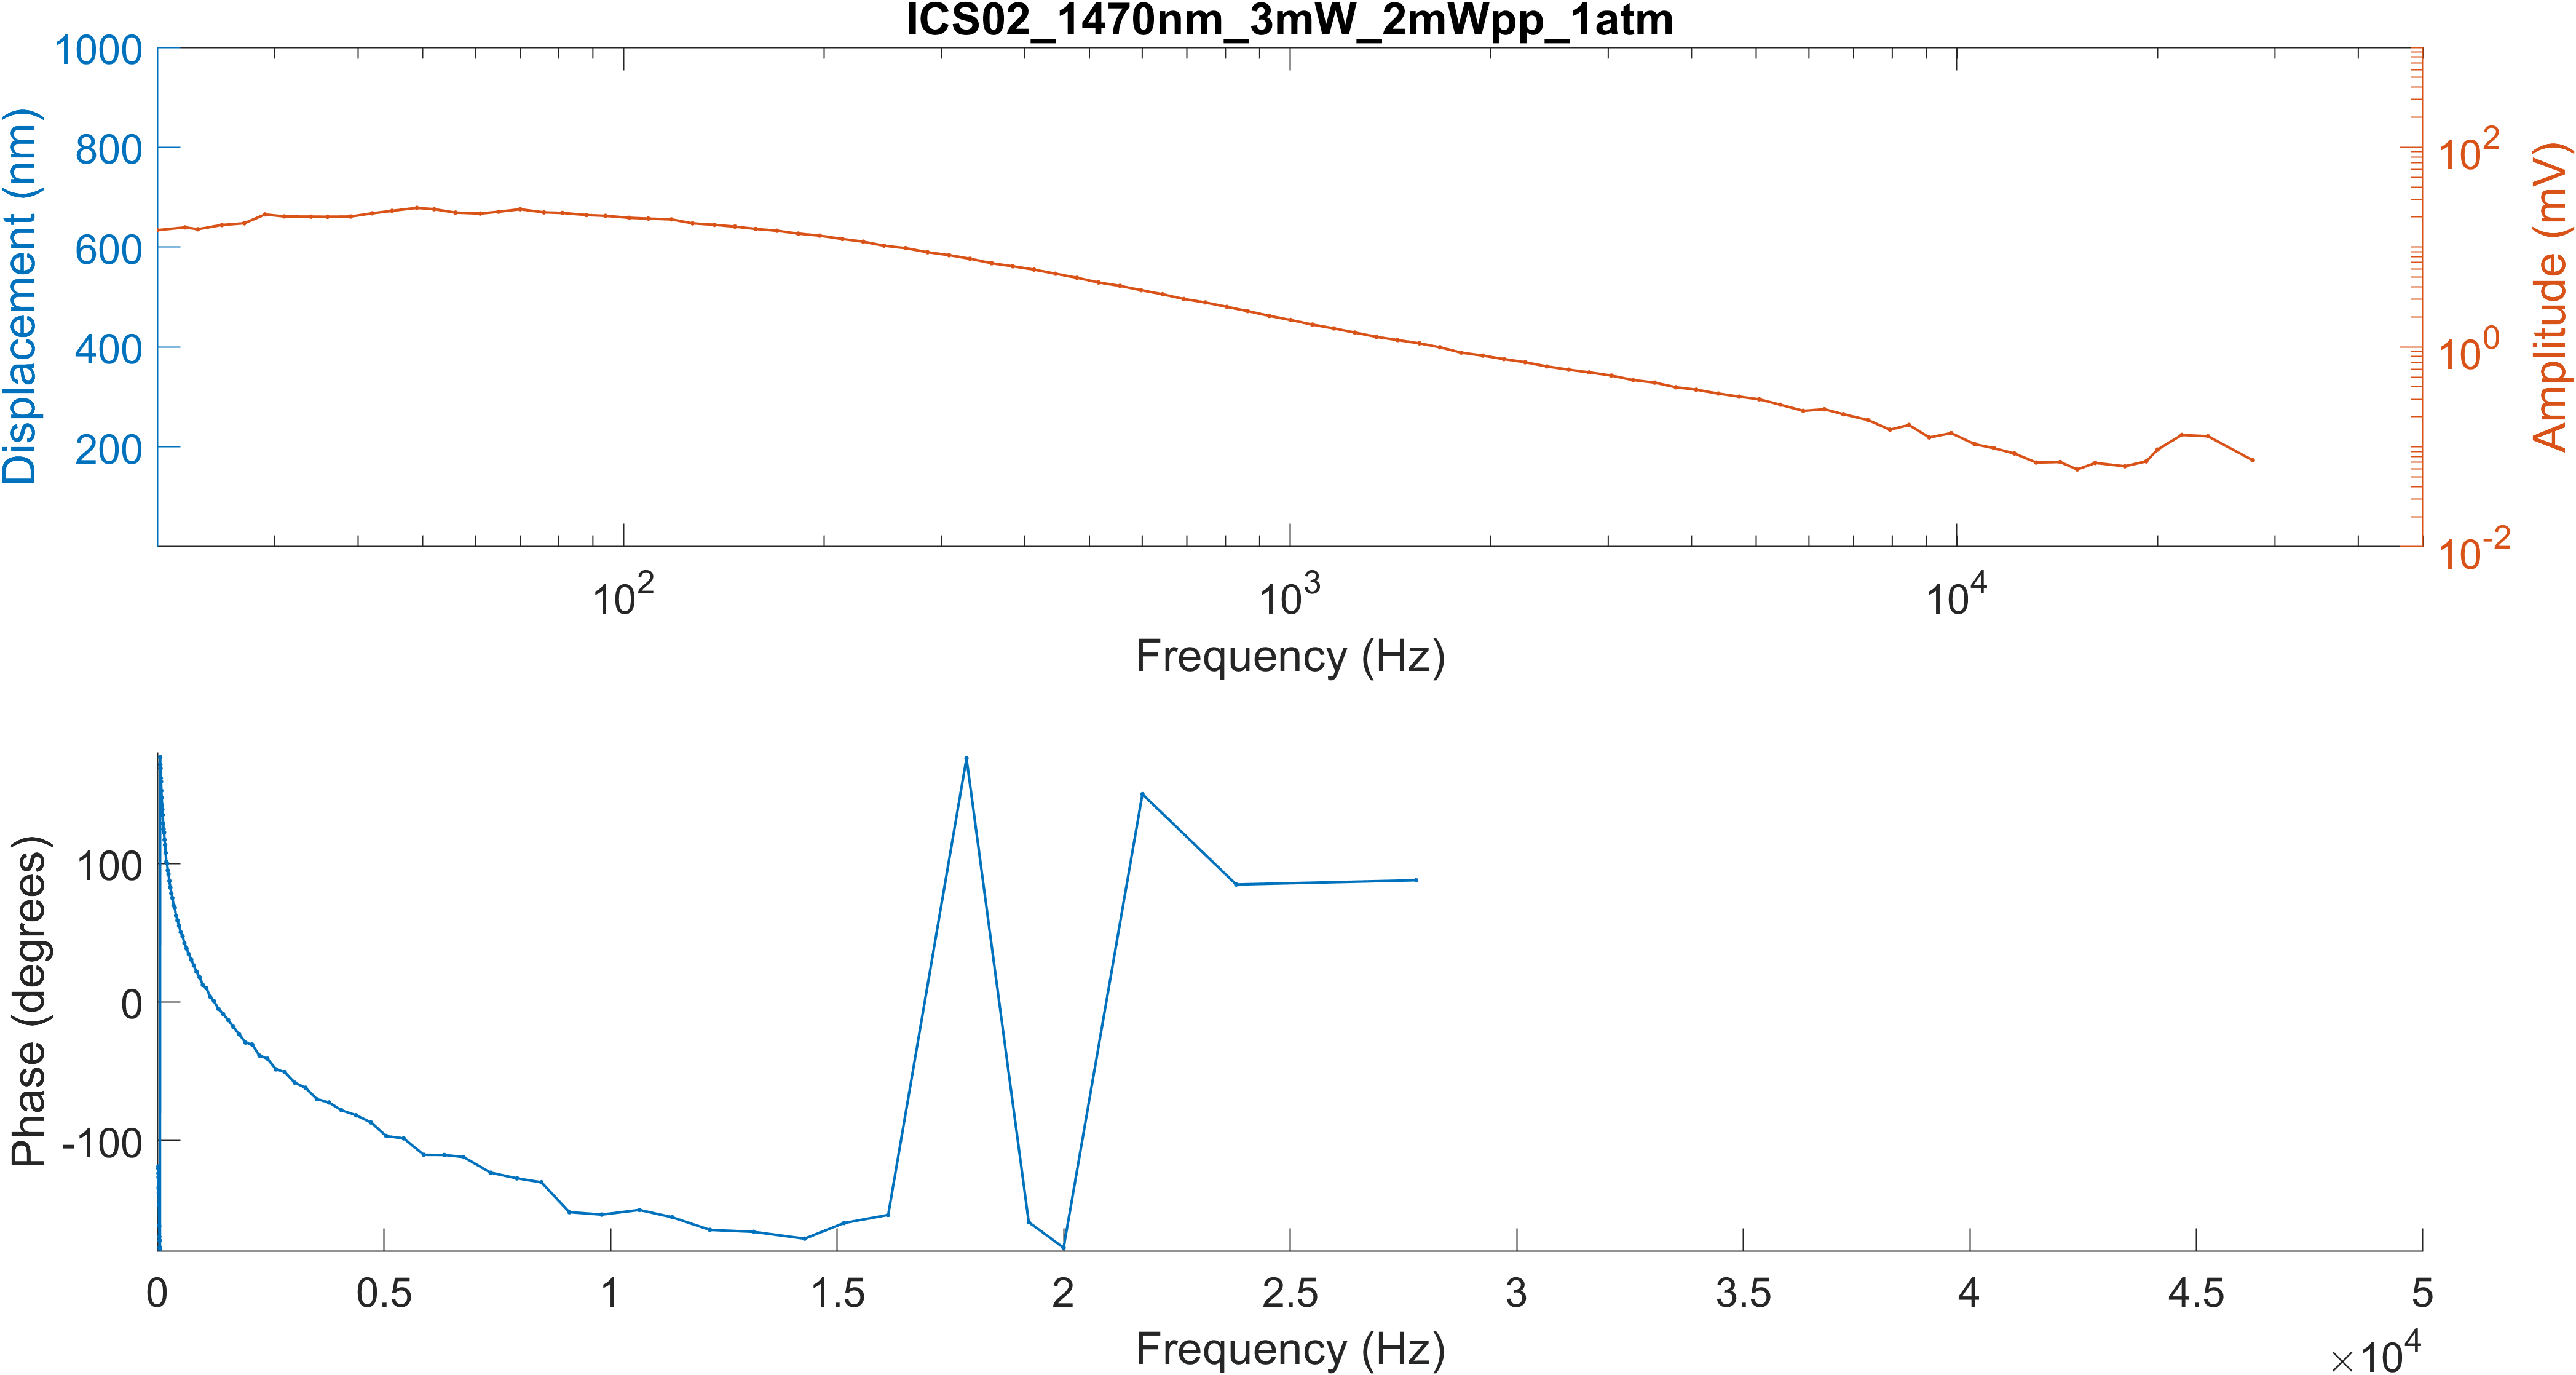 ICS02_1470nm_3mW_2mWpp_1atm
Displacement (nm)
1000
800
600
400
200
Amplitude (mV)
10^2
10^0
10^-2
10^2 10^3 10^4
Frequency (Hz)
Phase (degrees)
100
0
-100
0 0.5 1 1.5 2 2.5 3 3.5 4 4.5 5
Frequency (Hz)
×10^4